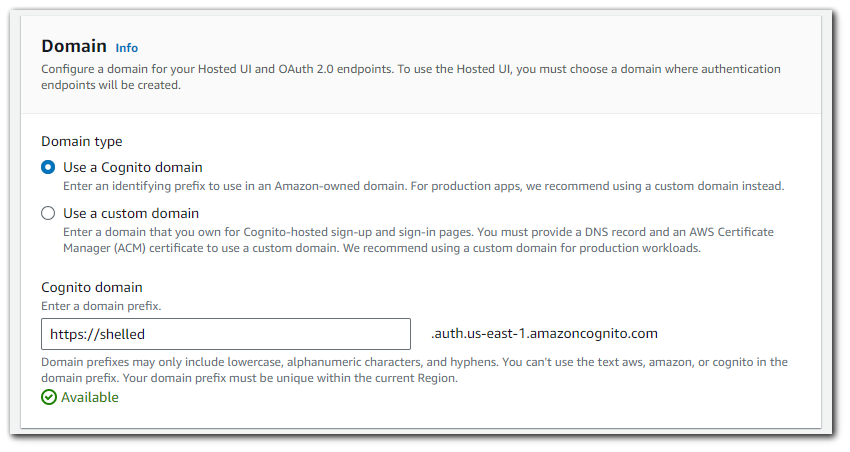 Domain Info
Configure a domain for your Hosted UI and OAuth 2.0 endpoints. To use the Hosted UI, you must choose a domain where authentication
endpoints will be created.
Domain type
Use a Cognito domain
Enter an identifying prefix to use in an Amazon-owned domain. For production apps, we recommend using a custom domain instead.
Use a custom domain
Enter a domain that you own for Cognito-hosted sign-up and sign-in pages. You must provide a DNS record and an AWS Certificate
Manager (ACM) certificate to use a custom domain. We recommend using a custom domain for production workloads.
Cognito domain
Enter a domain prefix.
https://shelled .auth.us-east-1.amazoncognito.com
Domain prefixes may only include lowercase, alphanumeric characters, and hyphens. You can't use the text aws, amazon, or cognito in the
domain prefix. Your domain prefix must be unique within the current Region.
Available